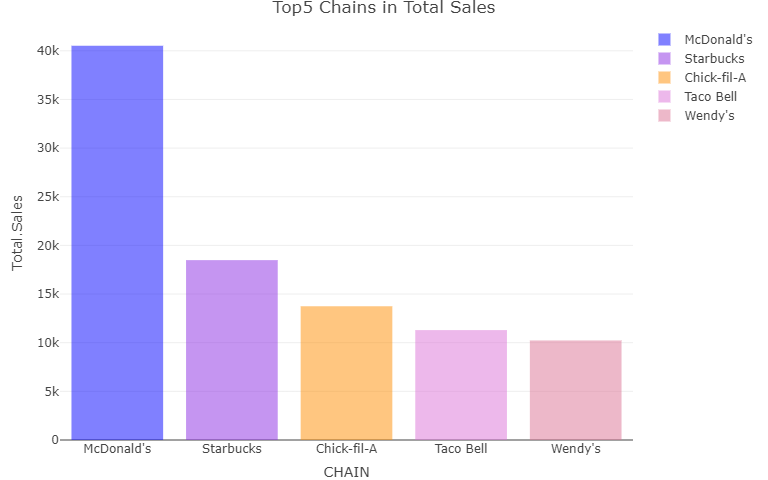 Top5 Chains in Total Sales
McDonald's
Starbucks
Chick-fil-A
Taco Bell
Wendy's
Total.Sales
40k
35k
30k
25k
20k
15k
10k
5k
0
McDonald's Starbucks Chick-fil-A Taco Bell Wendy's
CHAIN